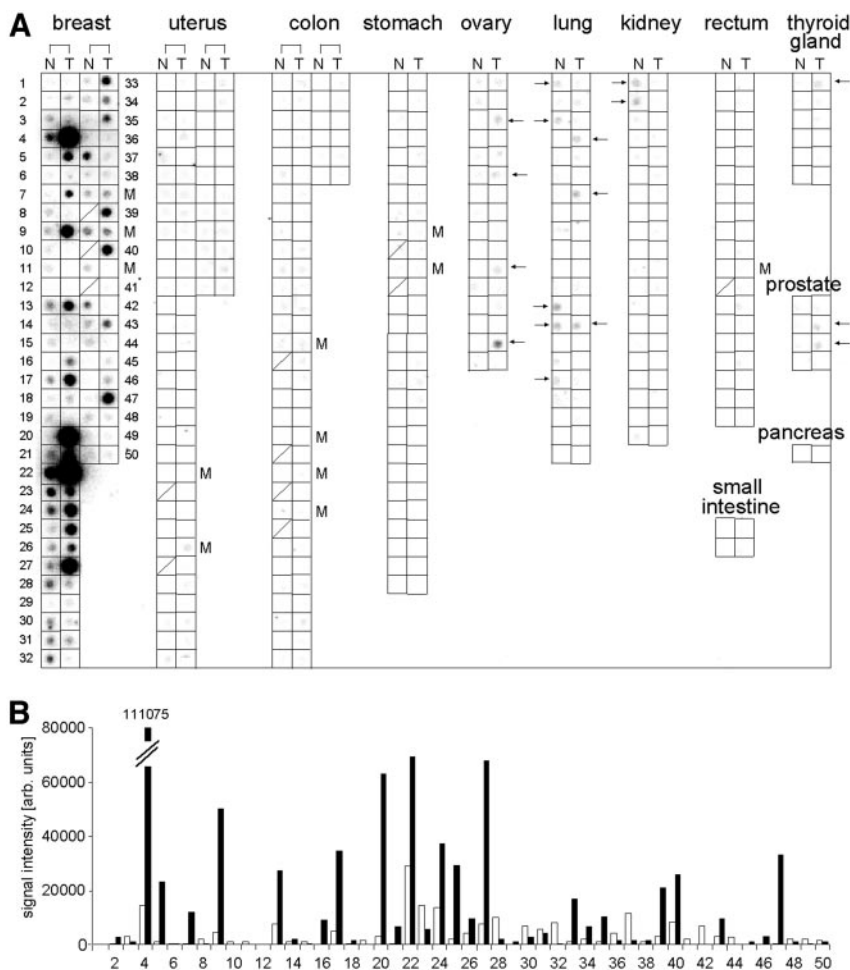 A
breast uterus colon stomach ovary lung kidney rectum thyroid
gland
N T N T N T N T N T N T N T N T N T N T N T N T
1 33
2 34
3 35
4 36
5 37
6 38
7 M
8 39
9 M M
10 40
11 M M M
12 41 prostate
13 42
14 43
15 44 M
16 45
17 46
18 47
19 48
20 49 M
21 50 pancreas
22 M M
23 small
intestine
24 M
25
26 M
27
28
29
30
31
32
B
111075
80000
60000
40000
20000
0
signal intensity [arb. units]
2 4 6 8 10 12 14 16 18 20 22 24 26 28 30 32 34 36 38 40 42 44 46 48 50